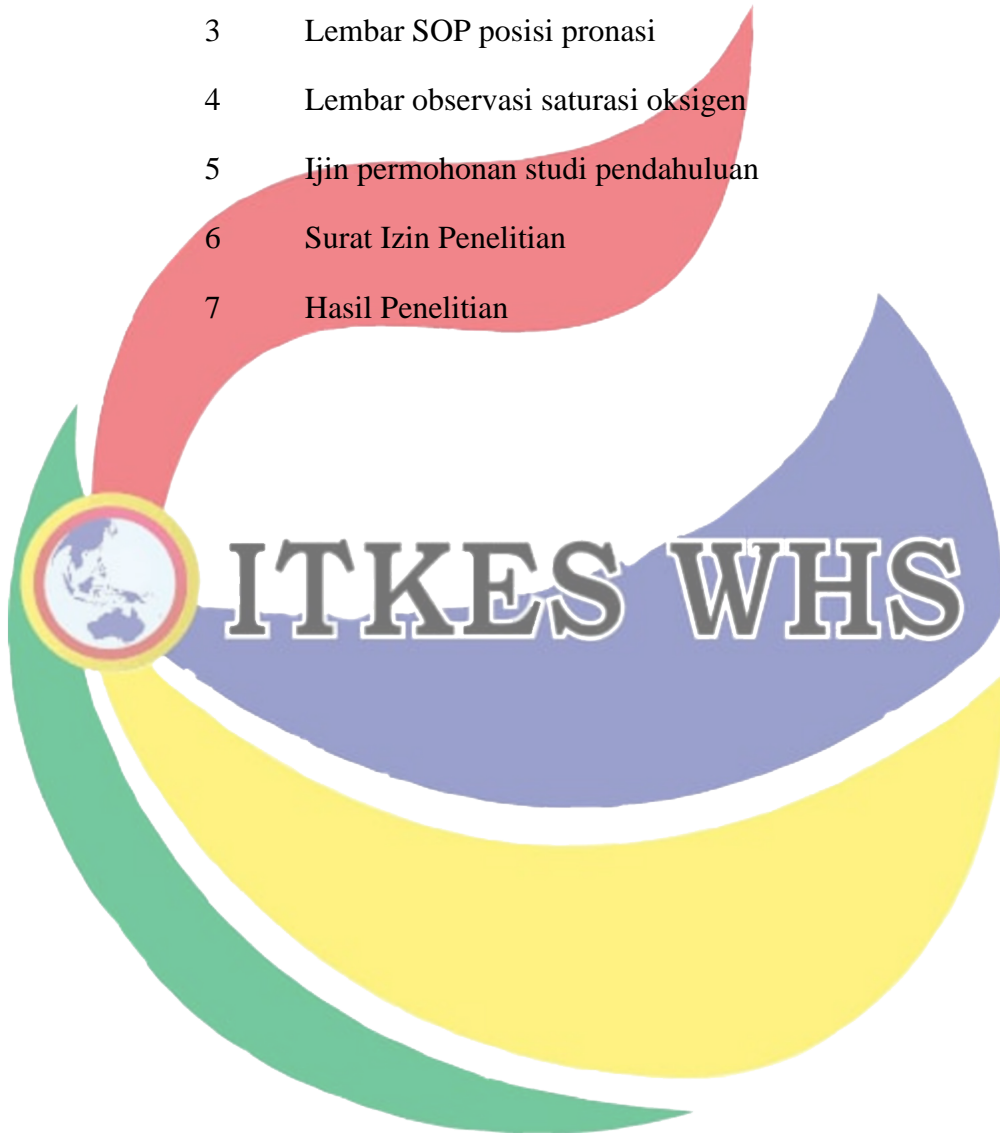 3 Lembar SOP posisi pronasi
4 Lembar observasi saturasi oksigen
5 Ijin permohonan studi pendahuluan
6 Surat Izin Penelitian
7 Hasil Penelitian
ITKES WHS